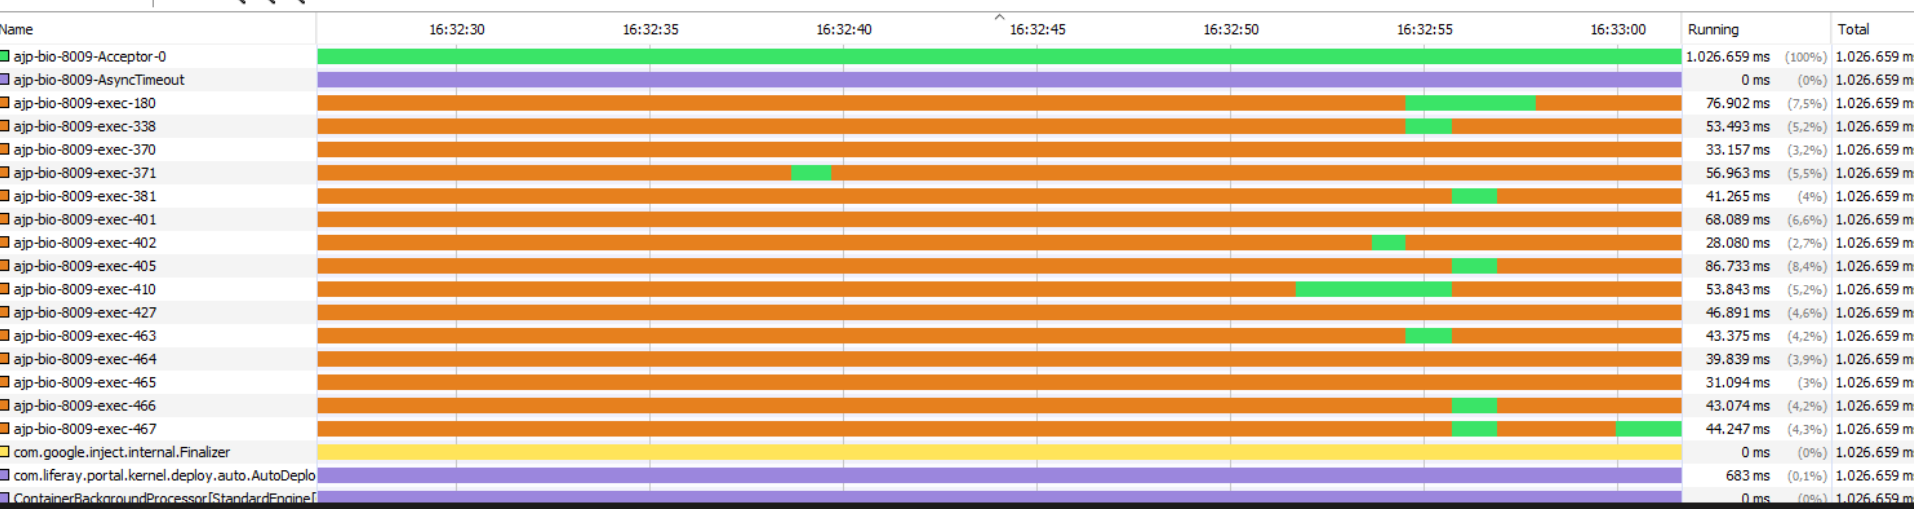 Name 16:32:30 16:32:35 16:32:40 16:32:45 16:32:50 16:32:55 16:33:00 Running Total
ajp-bio-8009-Acceptor-0 1.026.659 ms (100%) 1.026.659 m
ajp-bio-8009-AsyncTimeout 0 ms (0%) 1.026.659 m
ajp-bio-8009-exec-180 76.902 ms (7,5%) 1.026.659 m
ajp-bio-8009-exec-338 53.493 ms (5,2%) 1.026.659 m
ajp-bio-8009-exec-370 33.157 ms (3,2%) 1.026.659 m
ajp-bio-8009-exec-371 56.963 ms (5,5%) 1.026.659 m
ajp-bio-8009-exec-381 41.265 ms (4%) 1.026.659 m
ajp-bio-8009-exec-401 68.089 ms (6,6%) 1.026.659 m
ajp-bio-8009-exec-402 28.080 ms (2,7%) 1.026.659 m
ajp-bio-8009-exec-405 86.733 ms (8,4%) 1.026.659 m
ajp-bio-8009-exec-410 53.843 ms (5,2%) 1.026.659 m
ajp-bio-8009-exec-427 46.891 ms (4,6%) 1.026.659 m
ajp-bio-8009-exec-463 43.375 ms (4,2%) 1.026.659 m
ajp-bio-8009-exec-464 39.839 ms (3,9%) 1.026.659 m
ajp-bio-8009-exec-465 31.094 ms (3%) 1.026.659 m
ajp-bio-8009-exec-466 43.074 ms (4,2%) 1.026.659 m
ajp-bio-8009-exec-467 44.247 ms (4,3%) 1.026.659 m
com.google.inject.internal.Finalizer 0 ms (0%) 1.026.659 m
com.liferay.portal.kernel.deploy.auto.AutoDeplo 683 ms (0,1%) 1.026.659 m
ContainerBackgroundProcessor[StandardEngine[ 0 ms (0%) 1.026.659 m